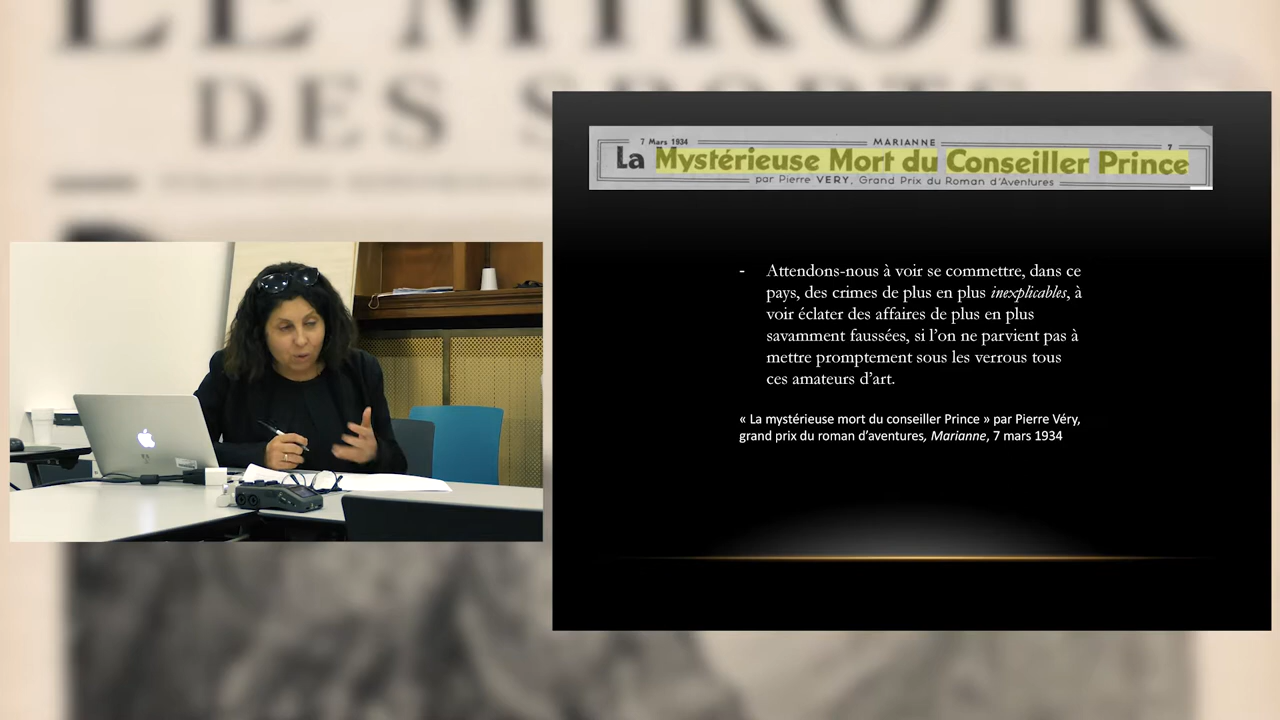 LE MIROIR
DES SPORTS
7 Mars 1934
MARIANNE
7
La Mystérieuse Mort du Conseiller Prince
par Pierre VERY, Grand Prix du Roman d'Aventures
- Attendons-nous à voir se commettre, dans ce
pays, des crimes de plus en plus inexplicables, à
voir éclater des affaires de plus en plus
savamment faussées, si l'on ne parvient pas à
mettre promptement sous les verrous tous
ces amateurs d'art.
« La mystérieuse mort du conseiller Prince » par Pierre Véry,
grand prix du roman d'aventures, Marianne, 7 mars 1934